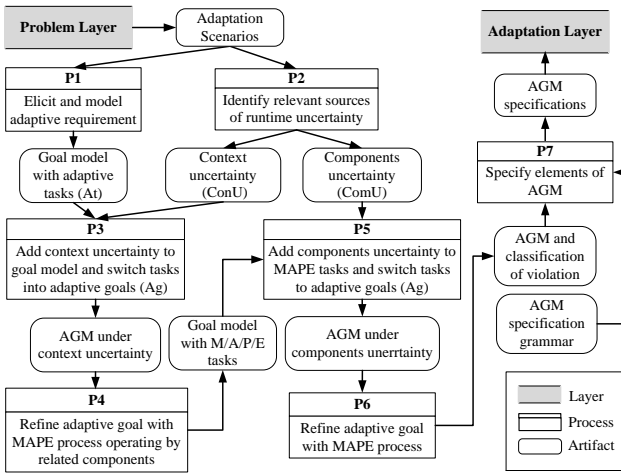 Problem Layer
Adaptation
Scenarios
Adaptation Layer
P1
Elicit and model
adaptive requirement
P2
Identify relevant sources
of runtime uncertainty
AGM
specifications
Goal model
with adaptive
tasks (At)
Context
uncertainty
(ConU)
Components
uncertainty
(ComU)
P7
Specify elements of
AGM
P3
Add context uncertainty to
goal model and switch tasks
into adaptive goals (Ag)
P5
Add components uncertainty to
MAPE tasks and switch tasks
to adaptive goals (Ag)
AGM and
classification
of violation
AGM under
context uncertainty
Goal model
with M/A/P/E
tasks
AGM under
components unerrtainty
AGM
specification
grammar
P4
Refine adaptive goal with
MAPE process operating by
related components
P6
Refine adaptive goal
with MAPE process
Layer
Process
Artifact